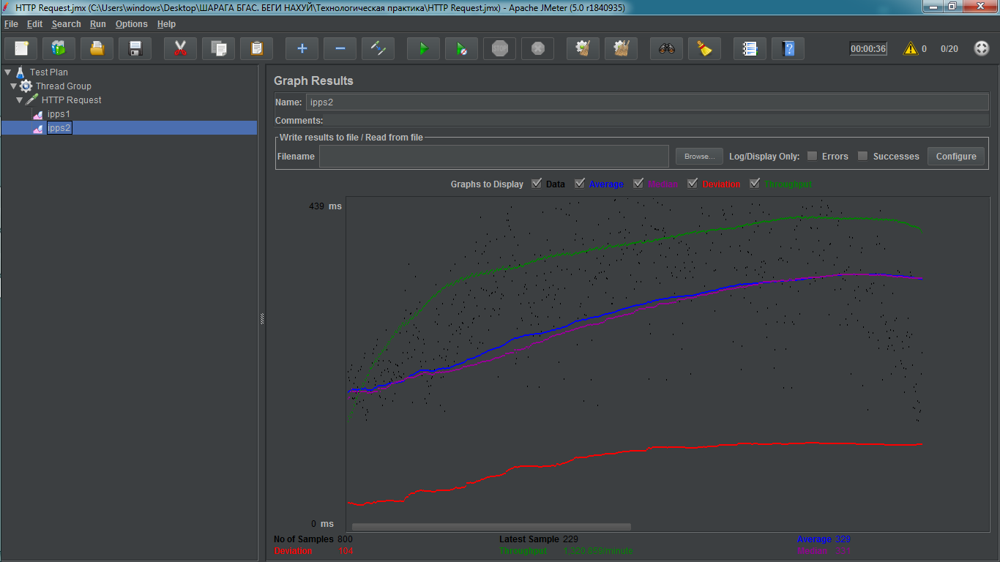 HTTP Request.jmx (C:\Users\windows\Desktop\ШАРАГА БГАС. БЕГИ НАХУЙ\Технологическая практика\HTTP Request.jmx) - Apache JMeter (5.0 r1840935)
File Edit Search Run Options Help
STOP 00:00:36 0 0/20
Test Plan
Thread Group
HTTP Request
ipps1
ipps2
Graph Results
Name: ipps2
Comments:
Write results to file / Read from file
Filename Browse... Log/Display Only: Errors Successes Configure
Graphs to Display Data Average Median Deviation Throughput
439 ms
0 ms
No of Samples 800 Latest Sample 229 Average 329
Deviation 104 Throughput 1,320.859/minute Median